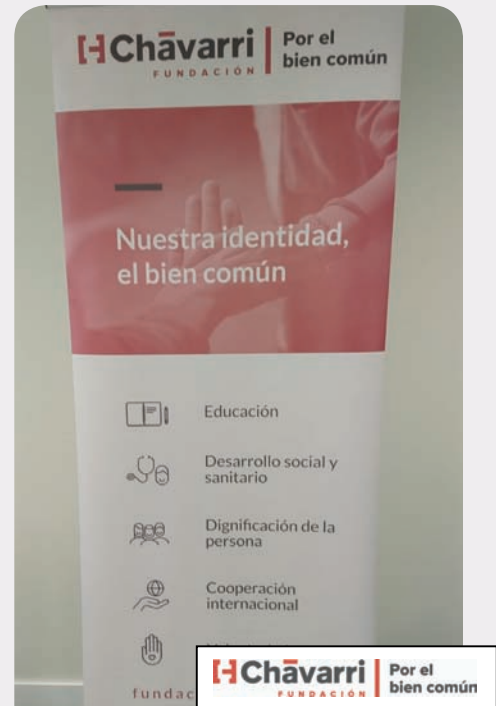 Chāvarri
FUNDACIÓN
Por el
bien común
Nuestra identidad,
el bien común
Educación
Desarrollo social y
sanitario
Dignificación de la
persona
Cooperación
internacional
fundac
Chāvarri
FUNDACIÓN
Por el
bien común